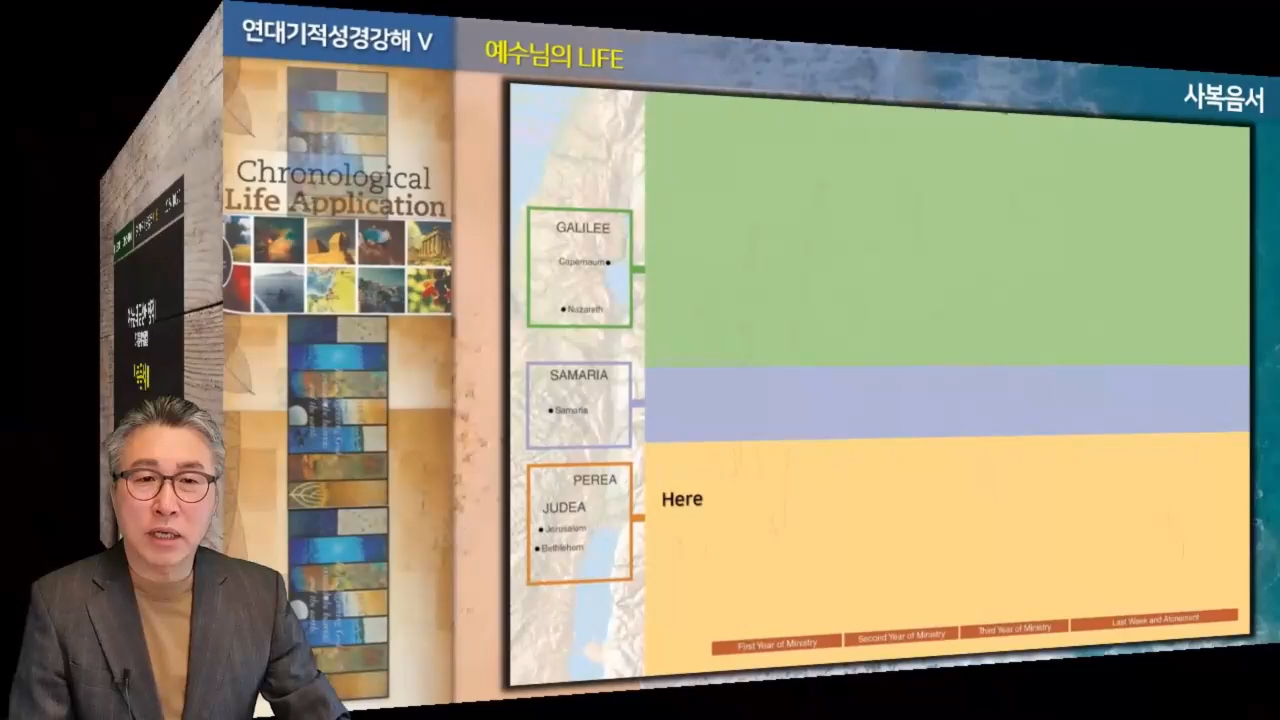 연대기적성경강해 V
예수님의 LIFE
사복음서
Chronological
Life Application
GALILEE
Capernaum
Nazareth
SAMARIA
Samaria
PEREA
JUDEA
Jerusalem
Bethlehem
Here
First Year of Ministry
Second Year of Ministry
Third Year of Ministry
Last Week and Atonement